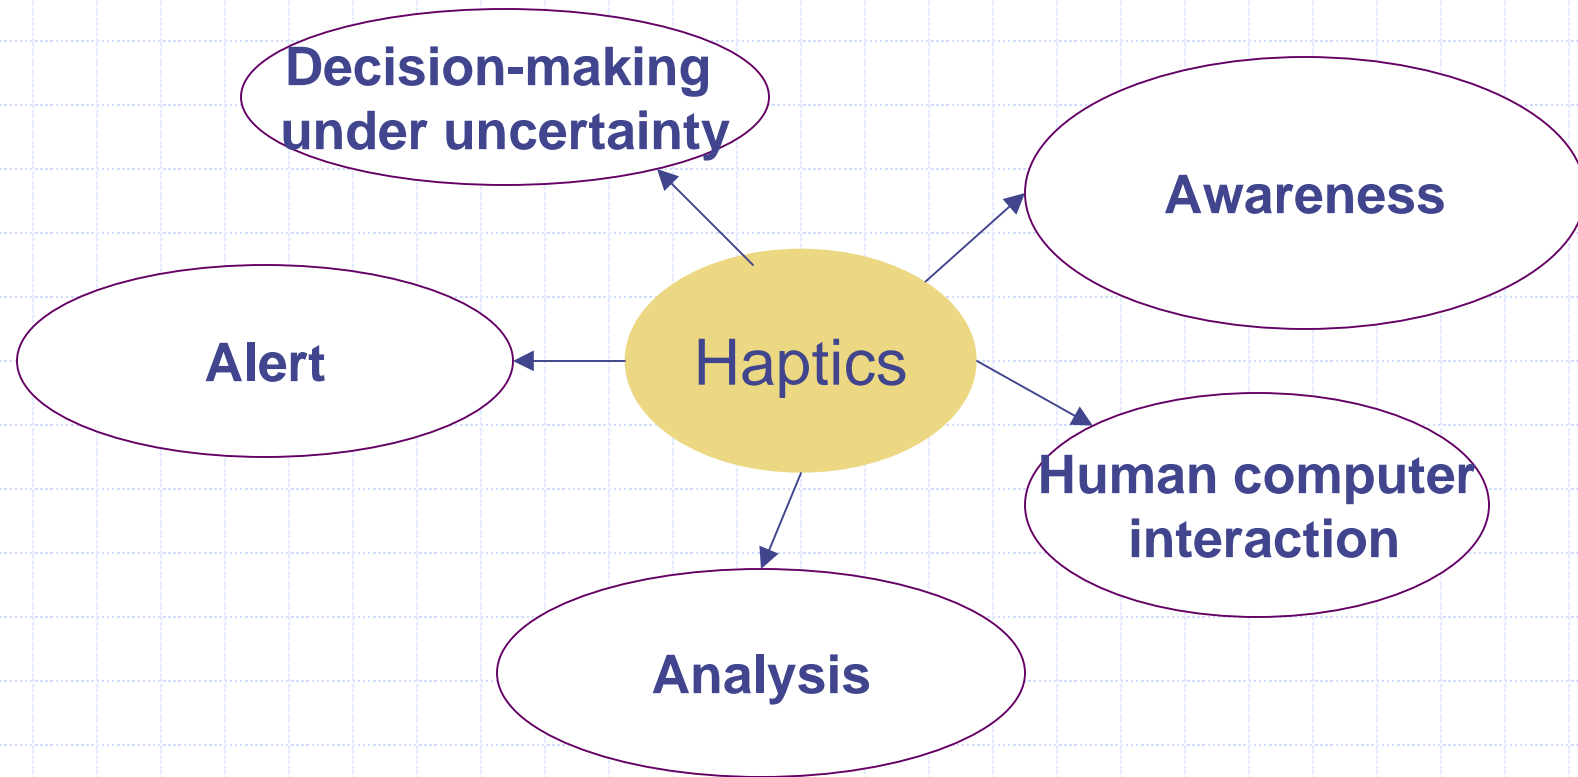 Decision-making
under uncertainty
Awareness
Alert
Haptics
Human computer
interaction
Analysis